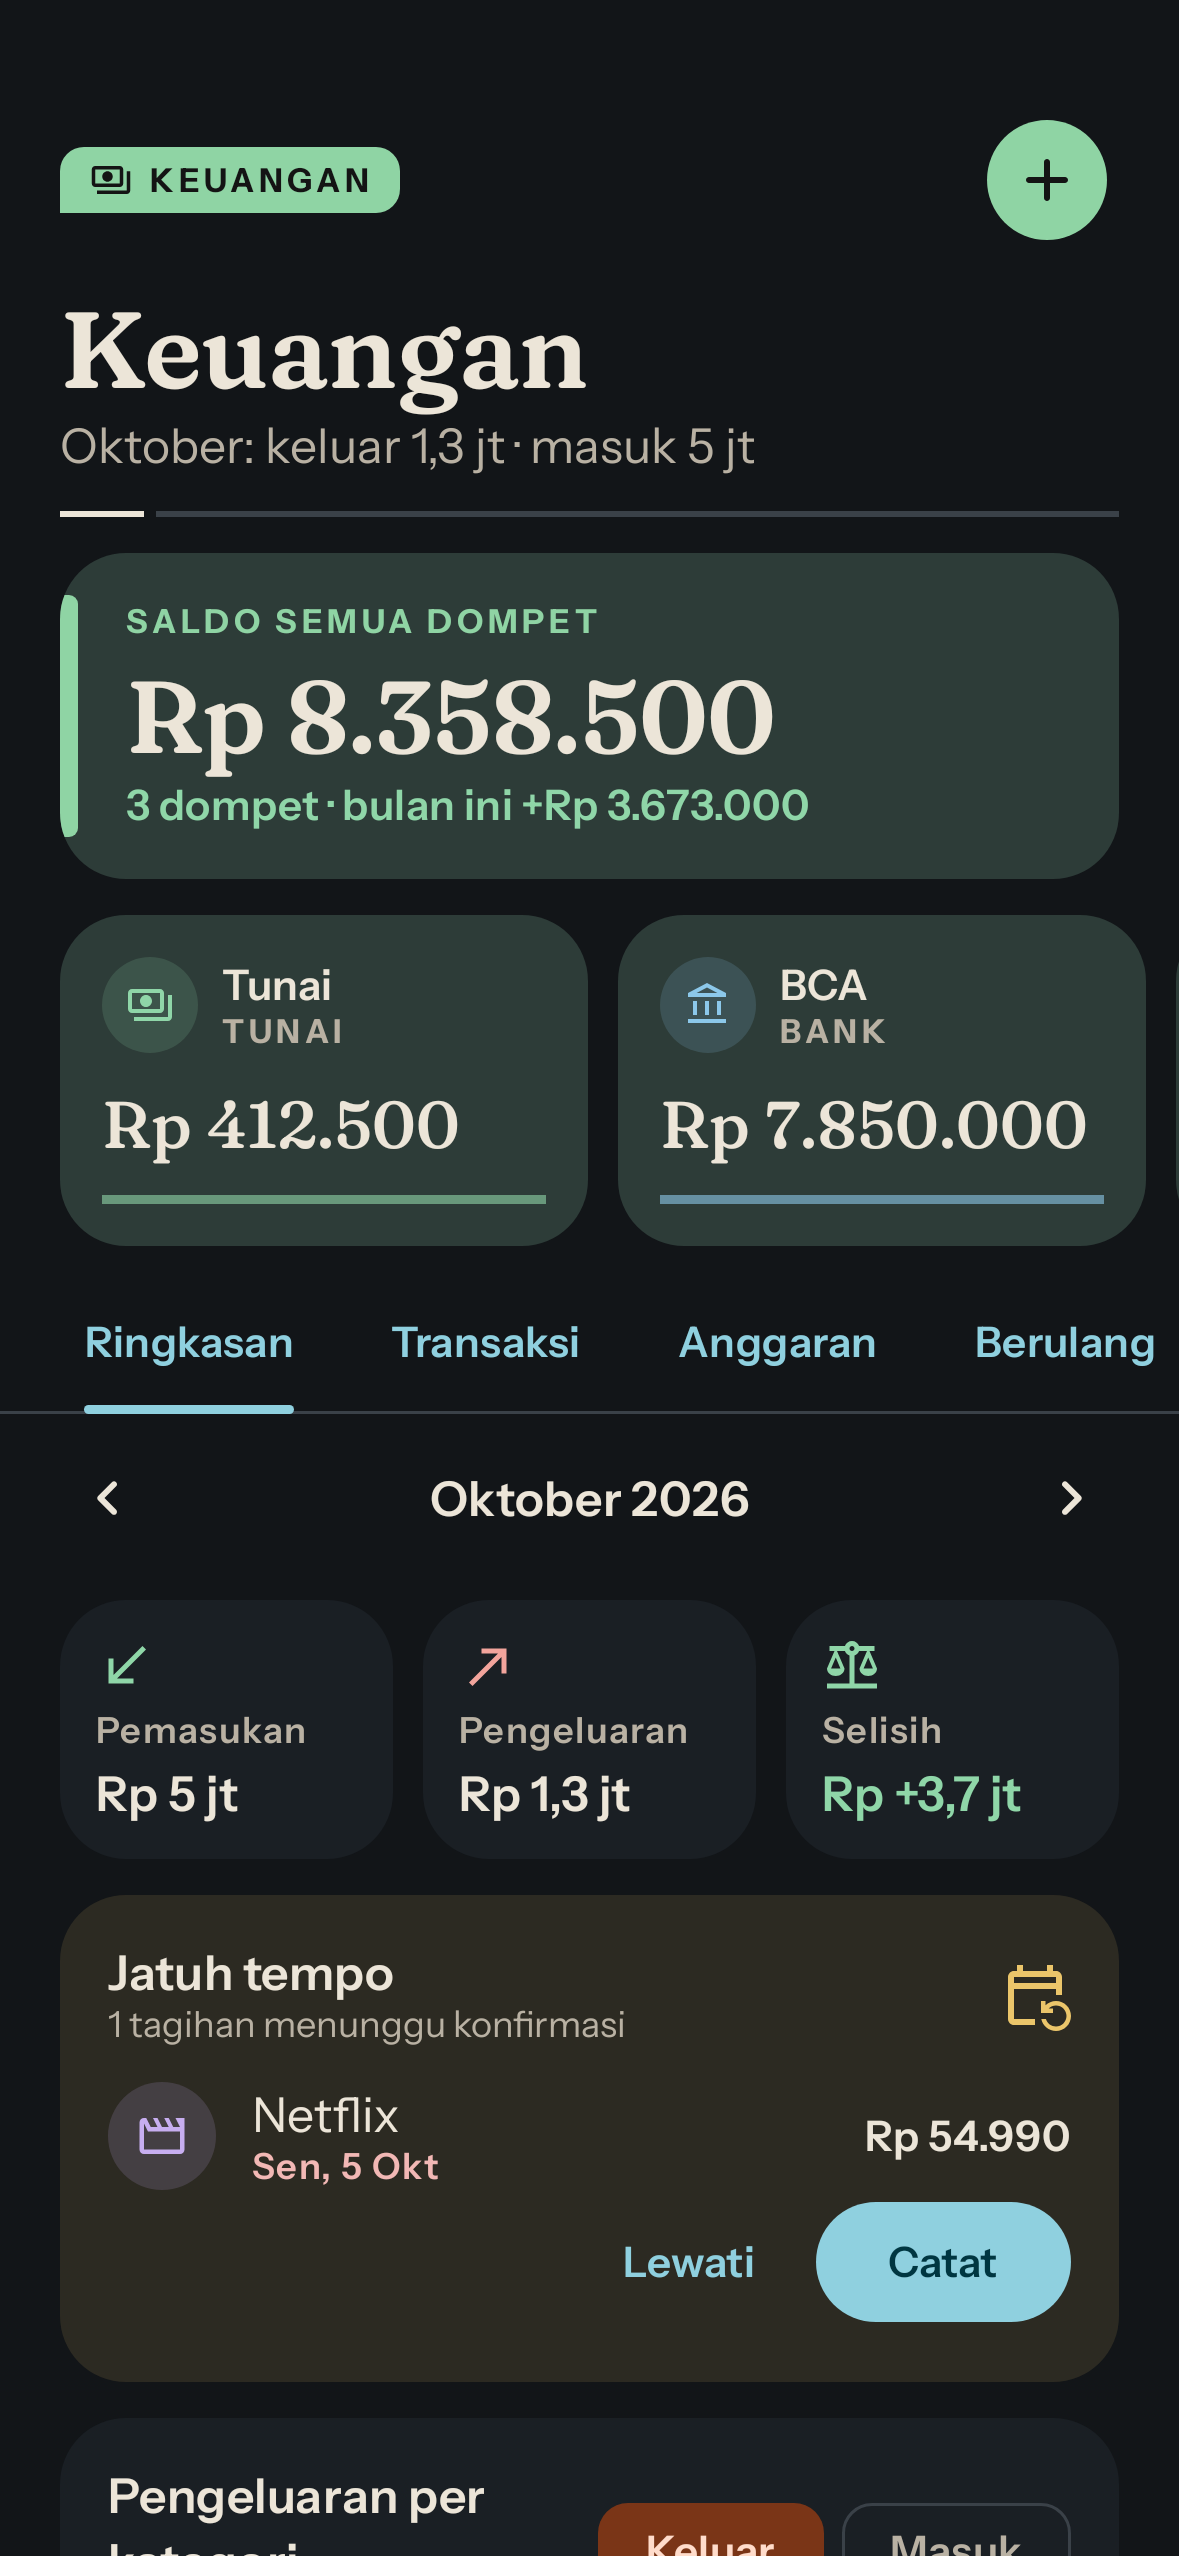 KEUANGAN
Keuangan
Oktober: keluar 1,3 jt · masuk 5 jt
SALDO SEMUA DOMPET
Rp 8.358.500
3 dompet · bulan ini +Rp 3.673.000
Tunai
TUNAI
Rp 412.500
BCA
BANK
Rp 7.850.000
Ringkasan Transaksi Anggaran Berulang
Oktober 2026
Pemasukan
Rp 5 jt
Pengeluaran
Rp 1,3 jt
Selisih
Rp +3,7 jt
Jatuh tempo
1 tagihan menunggu konfirmasi
Netflix
Sen, 5 Okt
Rp 54.990
Lewati Catat
Pengeluaran per
kategori
Keluar Masuk